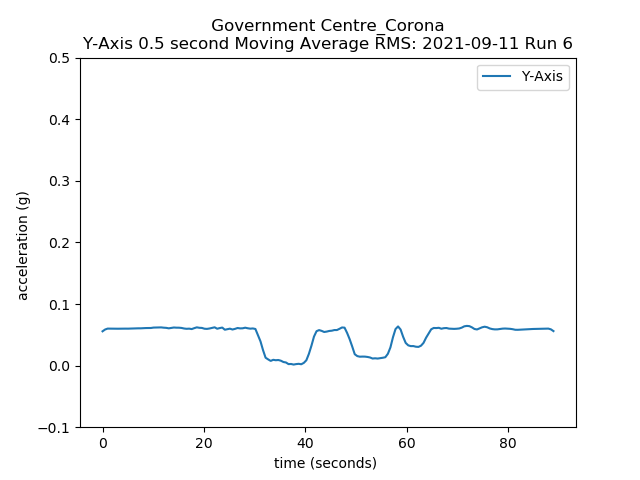 Government Centre_Corona
Y-Axis 0.5 second Moving Average RMS: 2021-09-11 Run 6
Y-Axis
0.5
0.4
0.3
0.2
0.1
0.0
−0.1
acceleration (g)
0 20 40 60 80
time (seconds)